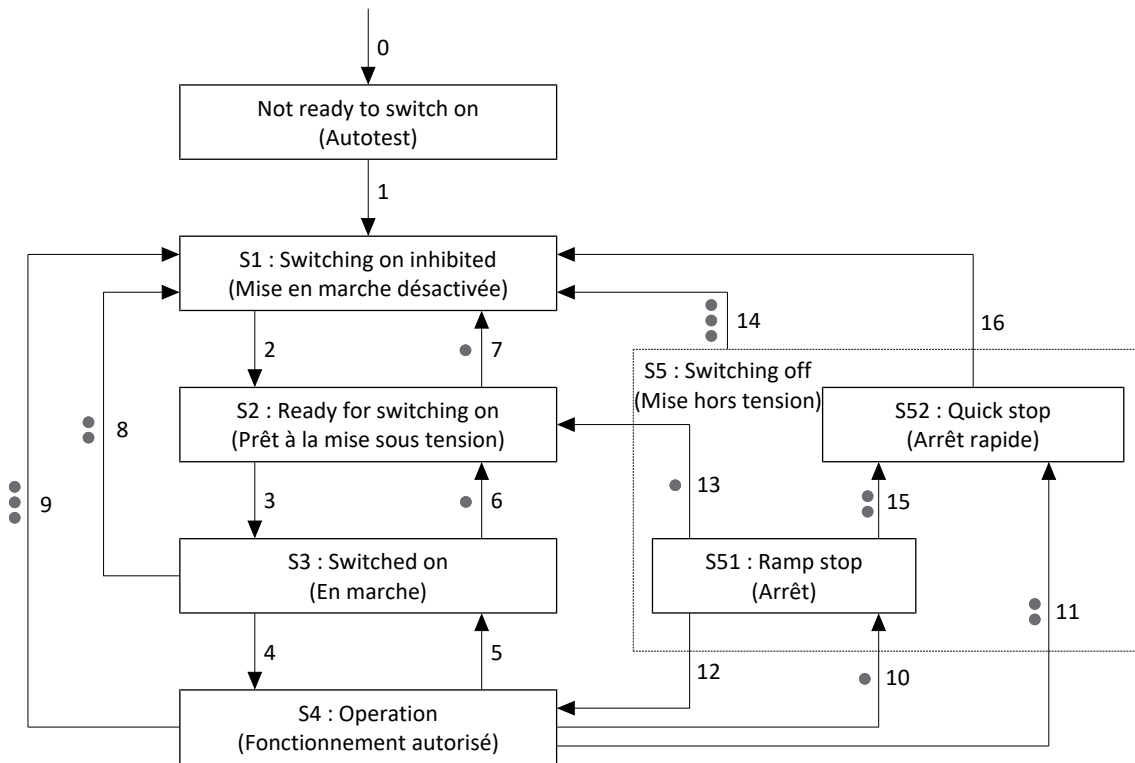 0
Not ready to switch on
(Autotest)
1
S1 : Switching on inhibited
(Mise en marche désactivée)
2
7
14
16
S5 : Switching off
(Mise hors tension)
S2 : Ready for switching on
(Prêt à la mise sous tension)
S52 : Quick stop
(Arrêt rapide)
8
9
3
6
13
15
S3 : Switched on
(En marche)
S51 : Ramp stop
(Arrêt)
11
4
5
12
10
S4 : Operation
(Fonctionnement autorisé)